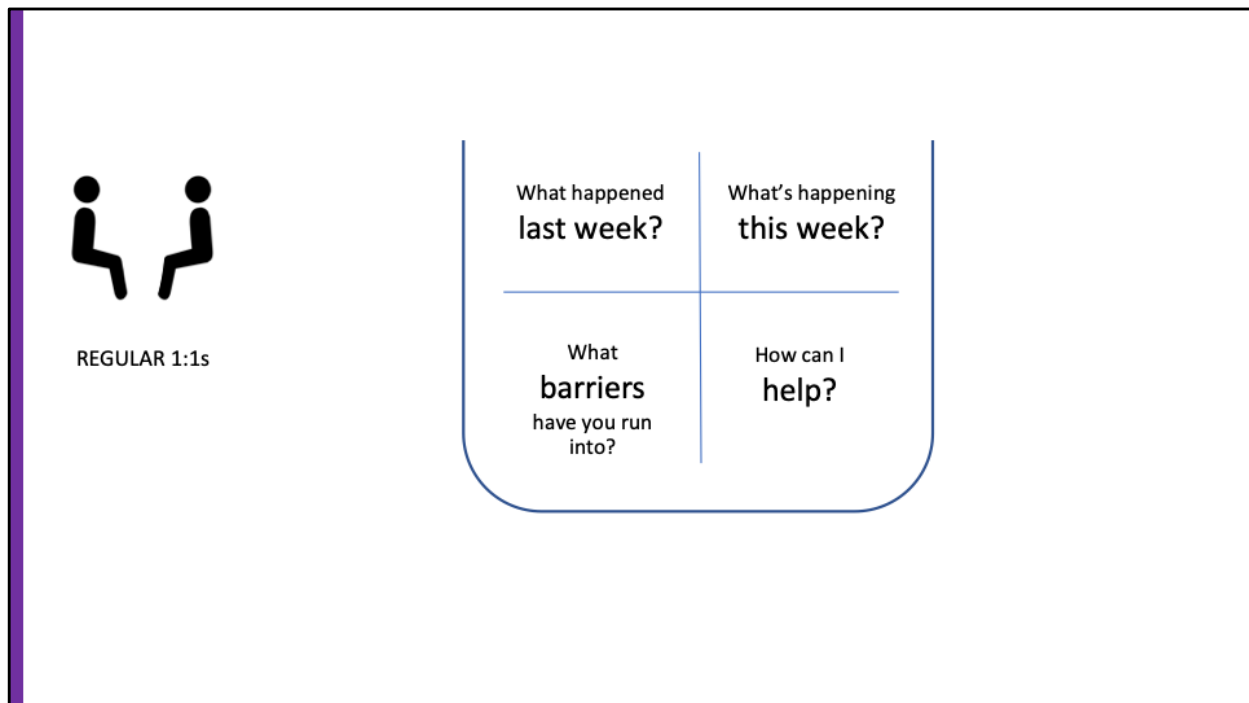 REGULAR 1:1s
What happened
last week?
What’s happening
this week?
What
barriers
have you run
into?
How can I
help?